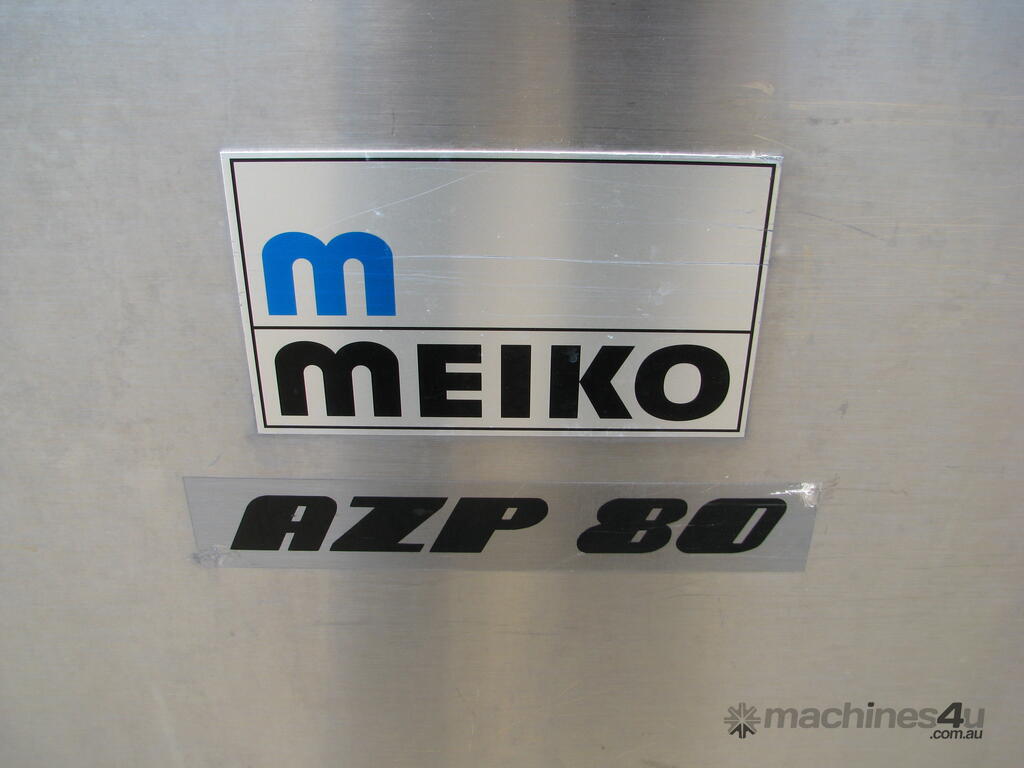 m
MEIKO
AZP 80
machines4u
.com.au